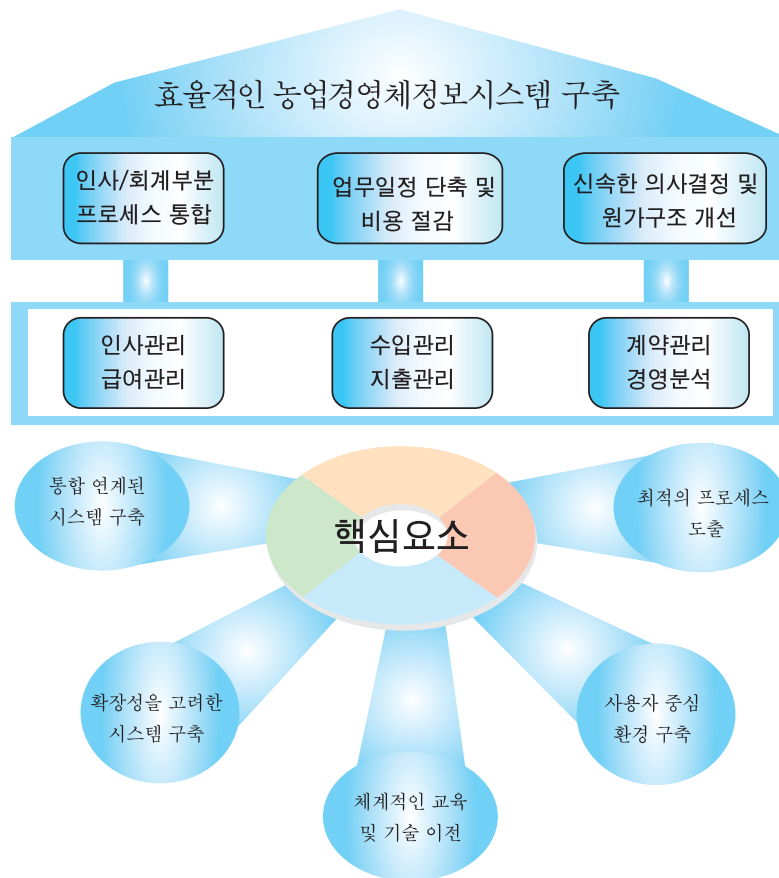 효율적인 농업경영체정보시스템 구축
인사/회계부분
프로세스 통합
업무일정 단축 및
비용 절감
신속한 의사결정 및
원가구조 개선
인사관리
급여관리
수입관리
지출관리
계약관리
경영분석
통합 연계된
시스템 구축
핵심요소
최적의 프로세스
도출
확장성을 고려한
시스템 구축
사용자 중심
환경 구축
체계적인 교육
및 기술 이전